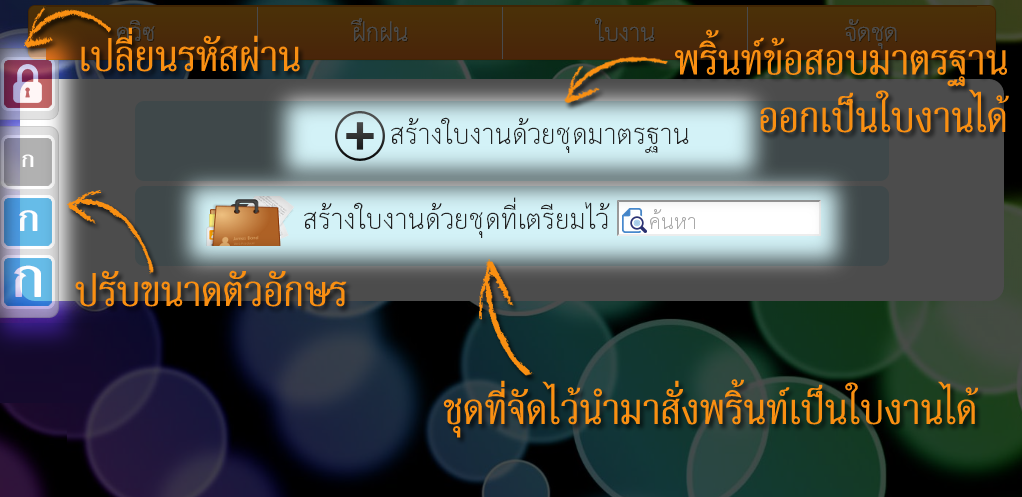 ควิซ
ฝึกฝน
ใบงาน
จัดชุด
เปลี่ยนรหัสผ่าน
พริ้นท์ข้อสอบมาตรฐาน
ออกเป็นใบงานได้
สร้างใบงานด้วยชุดมาตรฐาน
ก
ก
ก
สร้างใบงานด้วยชุดที่เตรียมไว้
ค้นหา
ปรับขนาดตัวอักษร
ชุดที่จัดไว้นำมาสั่งพริ้นท์เป็นใบงานได้